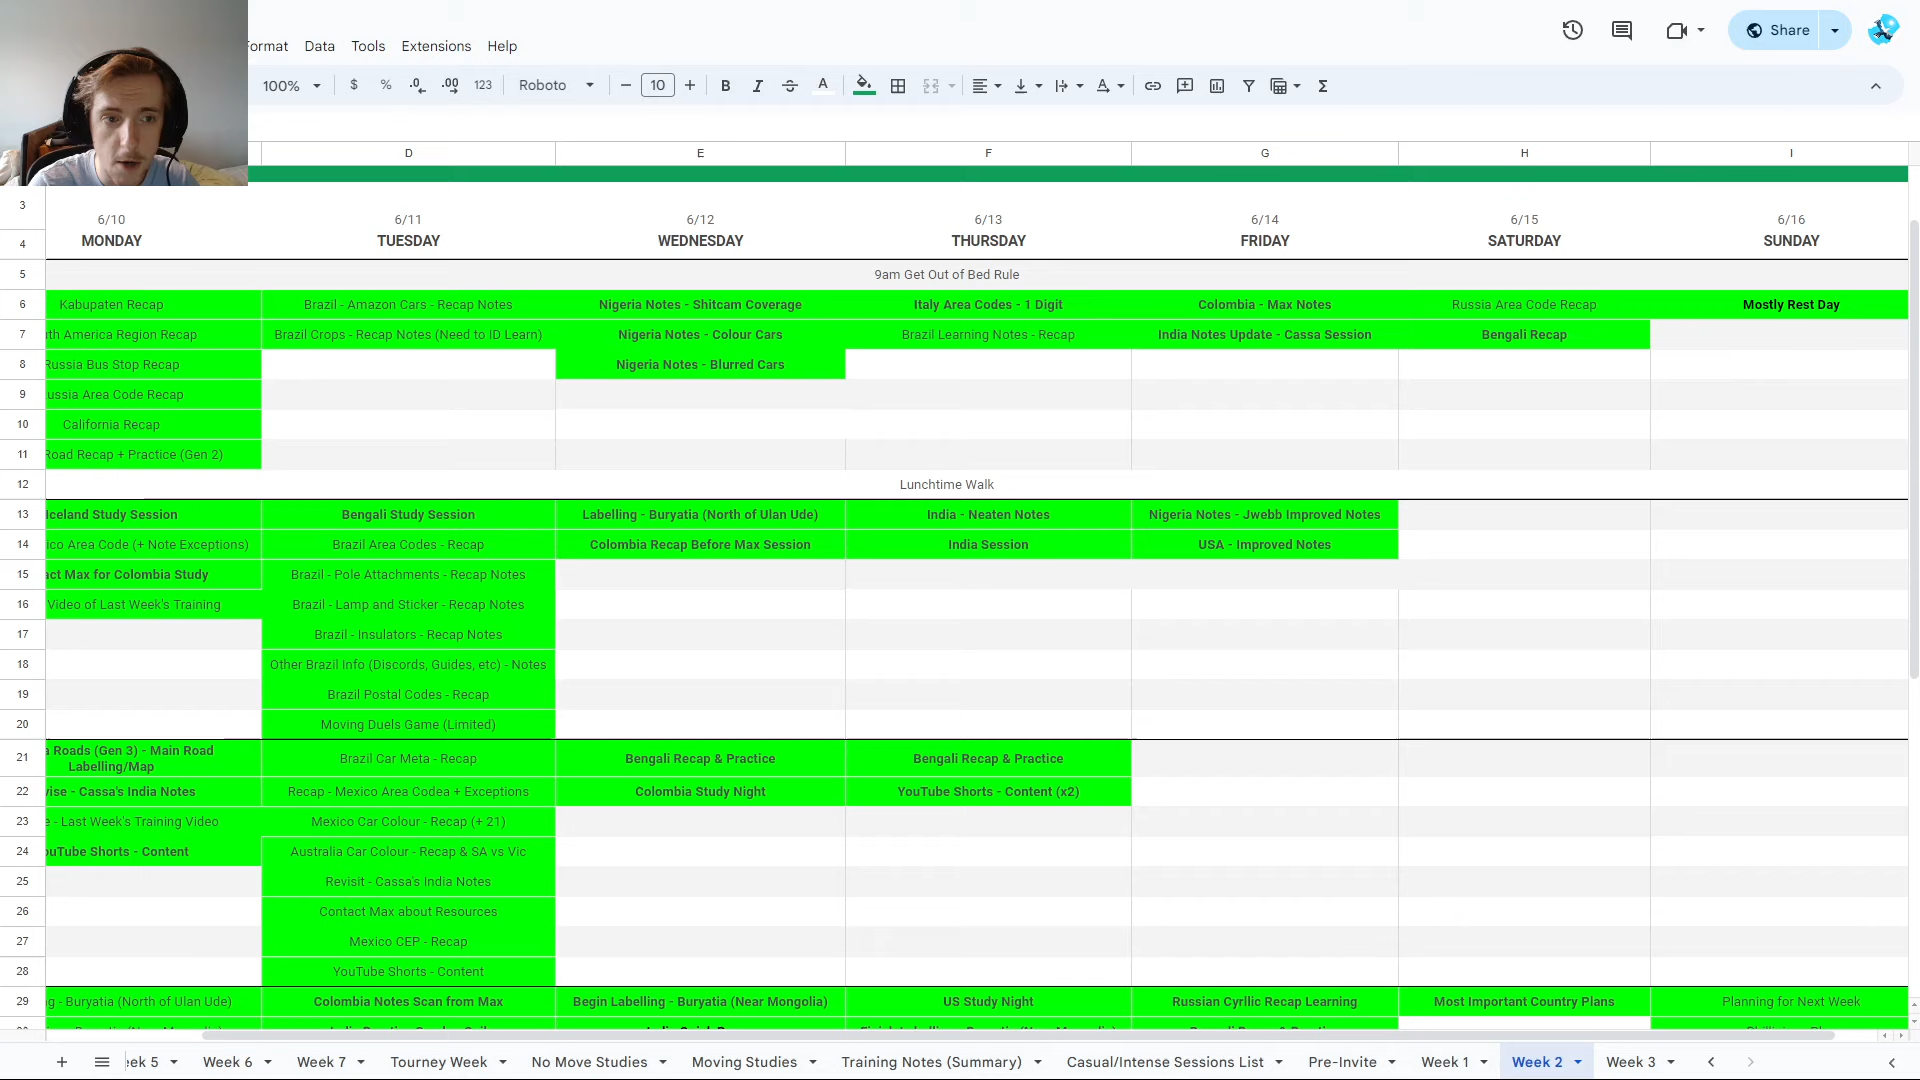 ormat Data Tools Extensions Help
Share
100% $ % .0 .00 123 Roboto 10 B I A Σ
D E F G H I
3 6/10 6/11 6/12 6/13 6/14 6/15 6/16
4 MONDAY TUESDAY WEDNESDAY THURSDAY FRIDAY SATURDAY SUNDAY
5 9am Get Out of Bed Rule
6 Kabupaten Recap Brazil - Amazon Cars - Recap Notes Nigeria Notes - Shitcam Coverage Italy Area Codes - 1 Digit Colombia - Max Notes Russia Area Code Recap Mostly Rest Day
7 th America Region Recap Brazil Crops - Recap Notes (Need to ID Learn) Nigeria Notes - Colour Cars Brazil Learning Notes - Recap India Notes Update - Cassa Session Bengali Recap
8 Russia Bus Stop Recap Nigeria Notes - Blurred Cars
9 ussia Area Code Recap
10 California Recap
11 Road Recap + Practice (Gen 2)
12 Lunchtime Walk
13 Iceland Study Session Bengali Study Session Labelling - Buryatia (North of Ulan Ude) India - Neaten Notes Nigeria Notes - Jwebb Improved Notes
14 ico Area Code (+ Note Exceptions) Brazil Area Codes - Recap Colombia Recap Before Max Session India Session USA - Improved Notes
15 act Max for Colombia Study Brazil - Pole Attachments - Recap Notes
16 Video of Last Week's Training Brazil - Lamp and Sticker - Recap Notes
17 Brazil - Insulators - Recap Notes
18 Other Brazil Info (Discords, Guides, etc) - Notes
19 Brazil Postal Codes - Recap
20 Moving Duels Game (Limited)
21 a Roads (Gen 3) - Main Road Labelling/Map Brazil Car Meta - Recap Bengali Recap & Practice Bengali Recap & Practice
22 vise - Cassa's India Notes Recap - Mexico Area Codea + Exceptions Colombia Study Night YouTube Shorts - Content (x2)
23 e - Last Week's Training Video Mexico Car Colour - Recap (+ 21)
24 ouTube Shorts - Content Australia Car Colour - Recap & SA vs Vic
25 Revisit - Cassa's India Notes
26 Contact Max about Resources
27 Mexico CEP - Recap
28 YouTube Shorts - Content
29 g - Buryatia (North of Ulan Ude) Colombia Notes Scan from Max Begin Labelling - Buryatia (Near Mongolia) US Study Night Russian Cyrllic Recap Learning Most Important Country Plans Planning for Next Week
eek 5 Week 6 Week 7 Tourney Week No Move Studies Moving Studies Training Notes (Summary) Casual/Intense Sessions List Pre-Invite Week 1 Week 2 Week 3